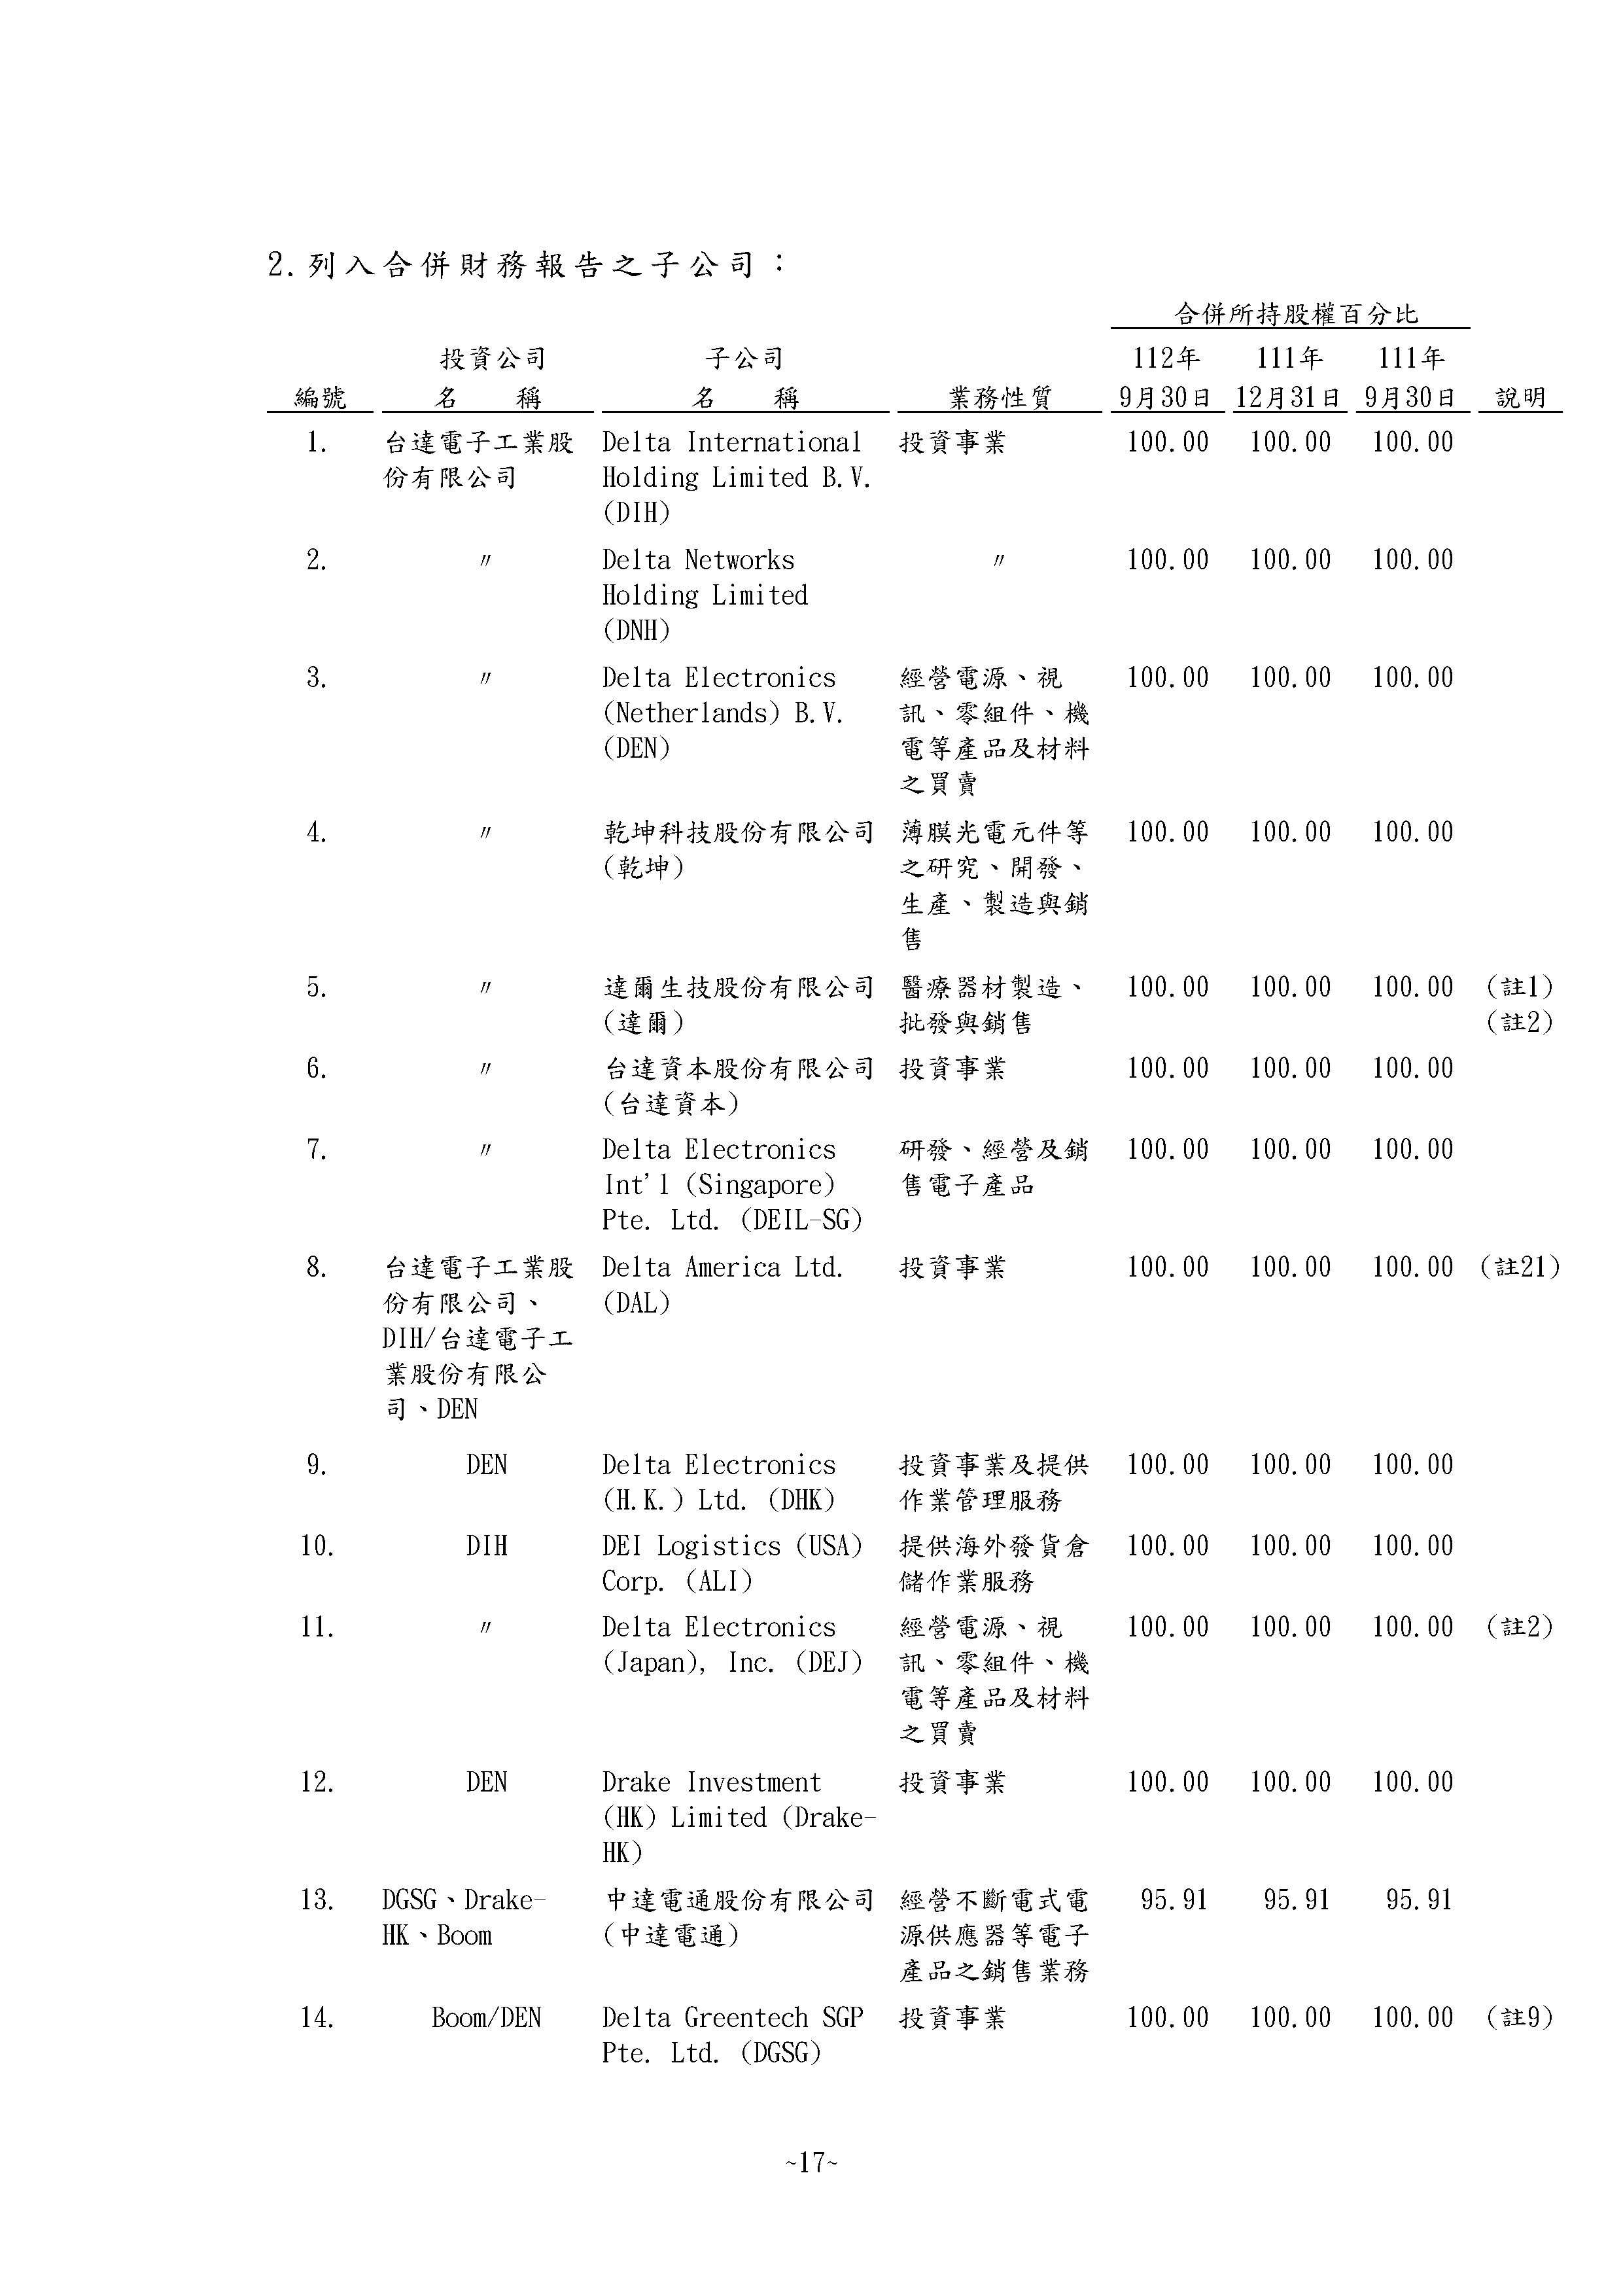 2.列入合併財務報告之子公司：
合併所持股權百分比
投資公司 子公司 112年 111年 111年
編號 名 稱 名 稱 業務性質 9月30日 12月31日 9月30日 說明
1. 台達電子工業股 Delta International 投資事業 100.00 100.00 100.00
份有限公司 Holding Limited B.V.
(DIH)
2. 〃 Delta Networks 〃 100.00 100.00 100.00
Holding Limited
(DNH)
3. 〃 Delta Electronics 經營電源、視 100.00 100.00 100.00
(Netherlands) B.V. 訊、零組件、機
(DEN) 電等產品及材料
之買賣
4. 〃 乾坤科技股份有限公司 薄膜光電元件等 100.00 100.00 100.00
(乾坤) 之研究、開發、
生產、製造與銷
售
5. 〃 達爾生技股份有限公司 醫療器材製造、 100.00 100.00 100.00 (註1)
(達爾) 批發與銷售 (註2)
6. 〃 台達資本股份有限公司 投資事業 100.00 100.00 100.00
(台達資本)
7. 〃 Delta Electronics 研發、經營及銷 100.00 100.00 100.00
Int'l (Singapore) 售電子產品
Pte. Ltd. (DEIL-SG)
8. 台達電子工業股 Delta America Ltd. 投資事業 100.00 100.00 100.00 (註21)
份有限公司、 (DAL)
DIH/台達電子工
業股份有限公
司、DEN
9. DEN Delta Electronics 投資事業及提供 100.00 100.00 100.00
(H.K.) Ltd. (DHK) 作業管理服務
10. DIH DEI Logistics (USA) 提供海外發貨倉 100.00 100.00 100.00
Corp. (ALI) 儲作業服務
11. 〃 Delta Electronics 經營電源、視 100.00 100.00 100.00 (註2)
(Japan), Inc. (DEJ) 訊、零組件、機
電等產品及材料
之買賣
12. DEN Drake Investment 投資事業 100.00 100.00 100.00
(HK) Limited (Drake-
HK)
13. DGSG、Drake- 中達電通股份有限公司 經營不斷電式電 95.91 95.91 95.91
HK、Boom (中達電通) 源供應器等電子
產品之銷售業務
14. Boom/DEN Delta Greentech SGP 投資事業 100.00 100.00 100.00 (註9)
Pte. Ltd. (DGSG)
~17~